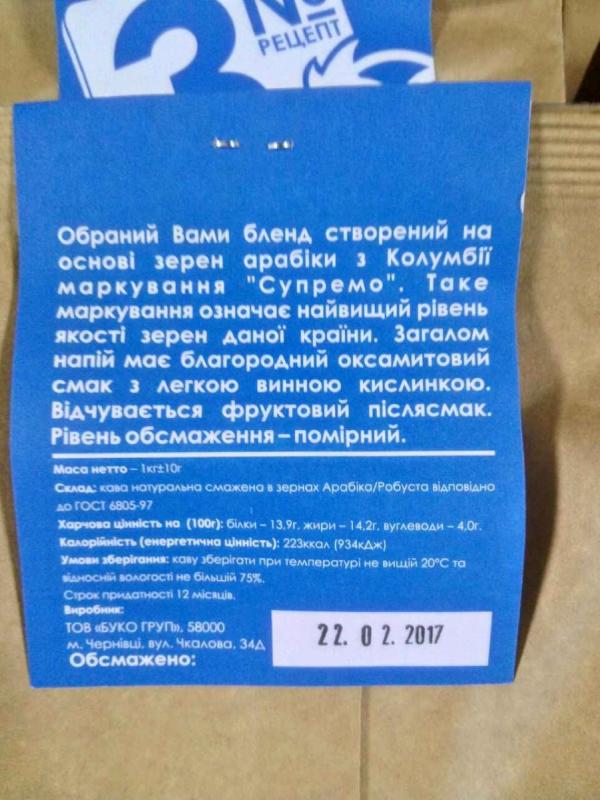 3
№
РЕЦЕПТ
Обраний Вами бленд створений на
основі зерен арабіки з Колумбії
маркування "Супремо". Таке
маркування означає найвищий рівень
якості зерен даної країни. Загалом
напій має благородний оксамитовий
смак з легкою винною кислинкою.
Відчувається фруктовий післясмак.
Рівень обсмаження – помірний.
Маса нетто – 1кг±10г
Склад: кава натуральна смажена в зернах Арабіка/Робуста відповідно
до ГОСТ 6805-97
Харчова цінність на (100г): білки – 13,9г, жири – 14,2г, вуглеводи – 4,0г.
Калорійність (енергетична цінність): 223ккал (934кДж)
Умови зберігання: каву зберігати при температурі не вищій 20°С та
відносній вологості не більшій 75%.
Строк придатності 12 місяців.
Виробник:
ТОВ «БУКО ГРУП», 58000
м. Чернівці, вул. Чкалова, 34Д
Обсмажено:
22. 02. 2017